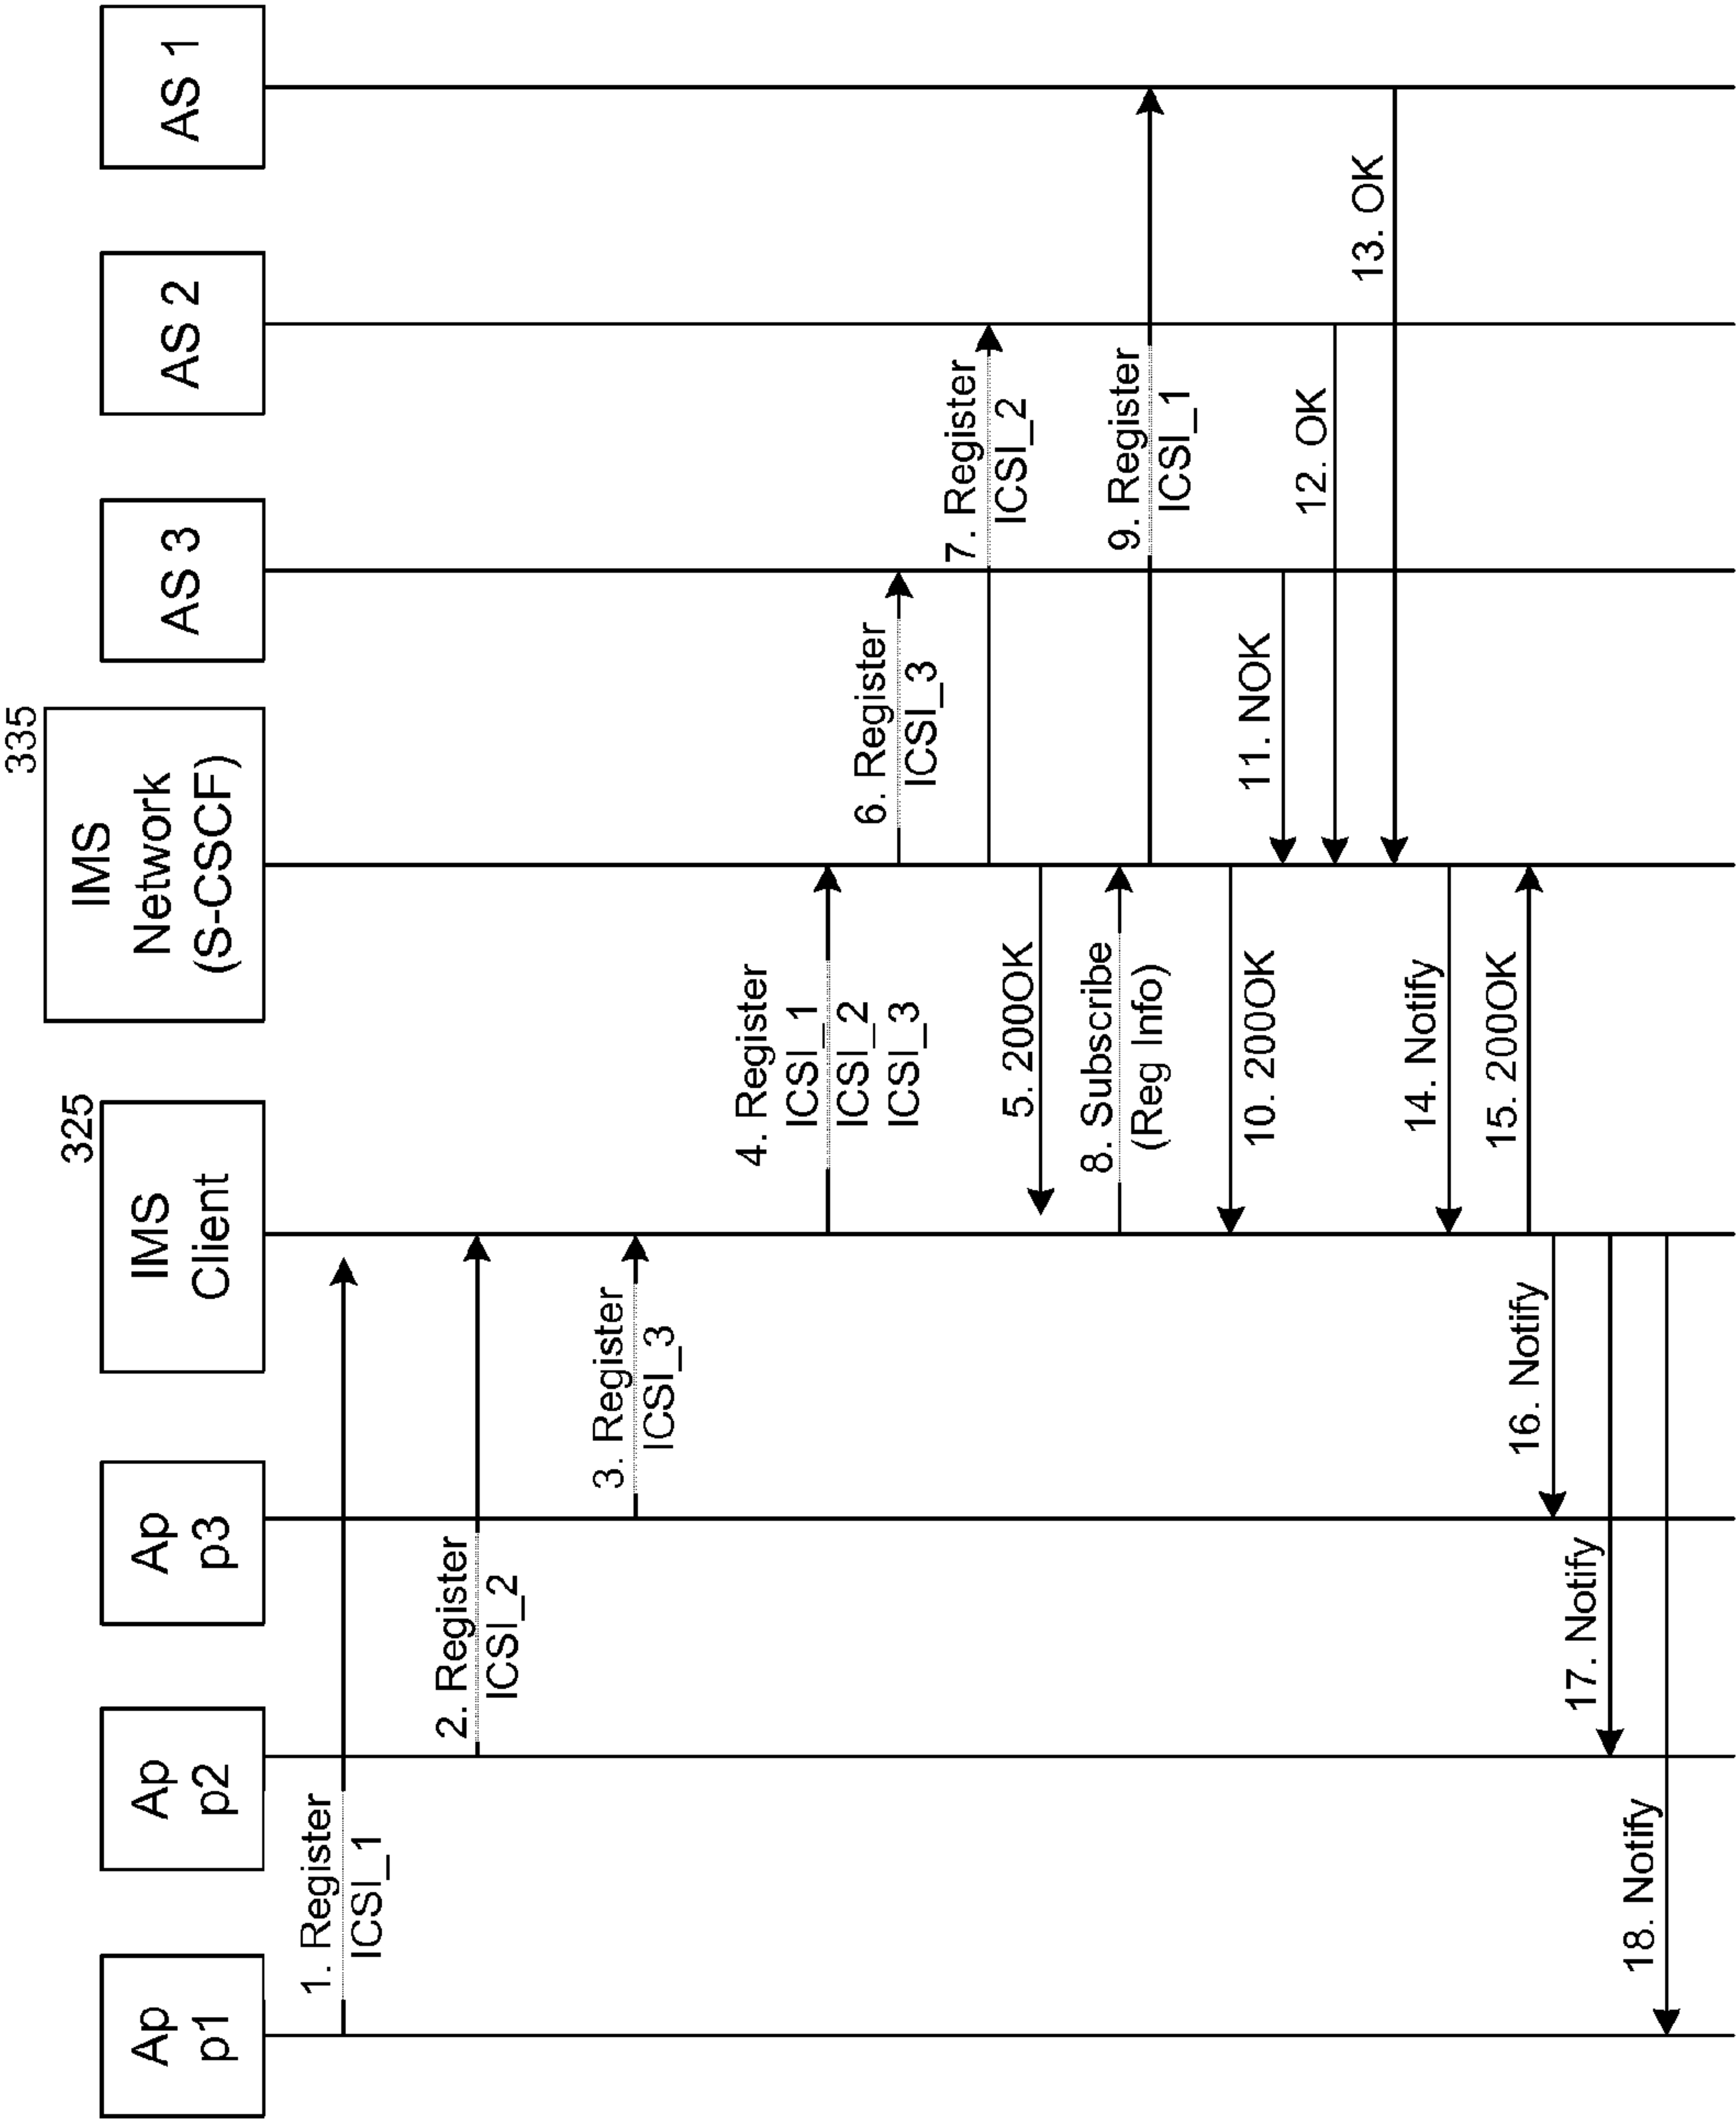 Ap
p1
Ap
p2
Ap
p3
325
IMS
Client
335
IMS
Network
(S-CSCF)
AS 3
AS 2
AS 1
1. Register
ICSI_1
2. Register
ICSI_2
3. Register
ICSI_3
4. Register
ICSI_1
ICSI_2
ICSI_3
6. Register
ICSI_3
7. Register
ICSI_2
5. 200OK
8. Subscribe
(Reg Info)
9. Register
ICSI_1
10. 200OK
11. NOK
12. OK
13. OK
14. Notify
15. 200OK
16. Notify
17. Notify
18. Notify